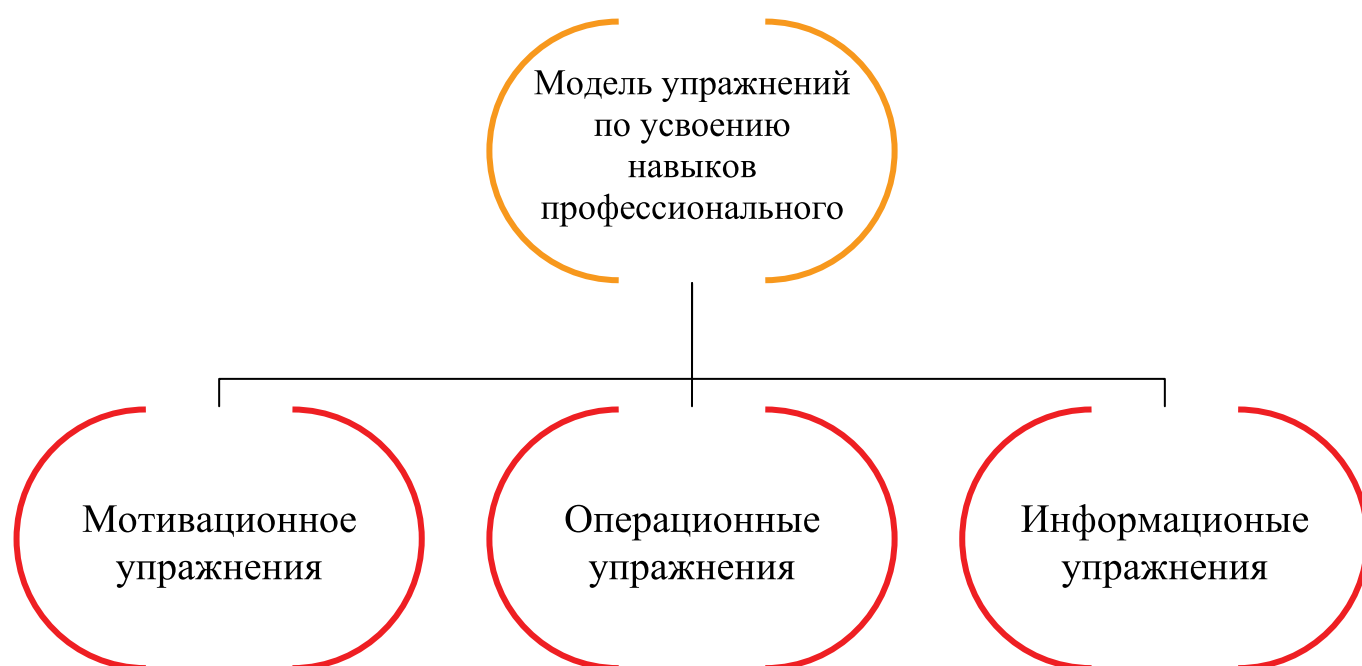 Модель упражнений
по усвоению
навыков
профессионального
Мотивационное
упражнения
Операционные
упражнения
Информационые
упражнения